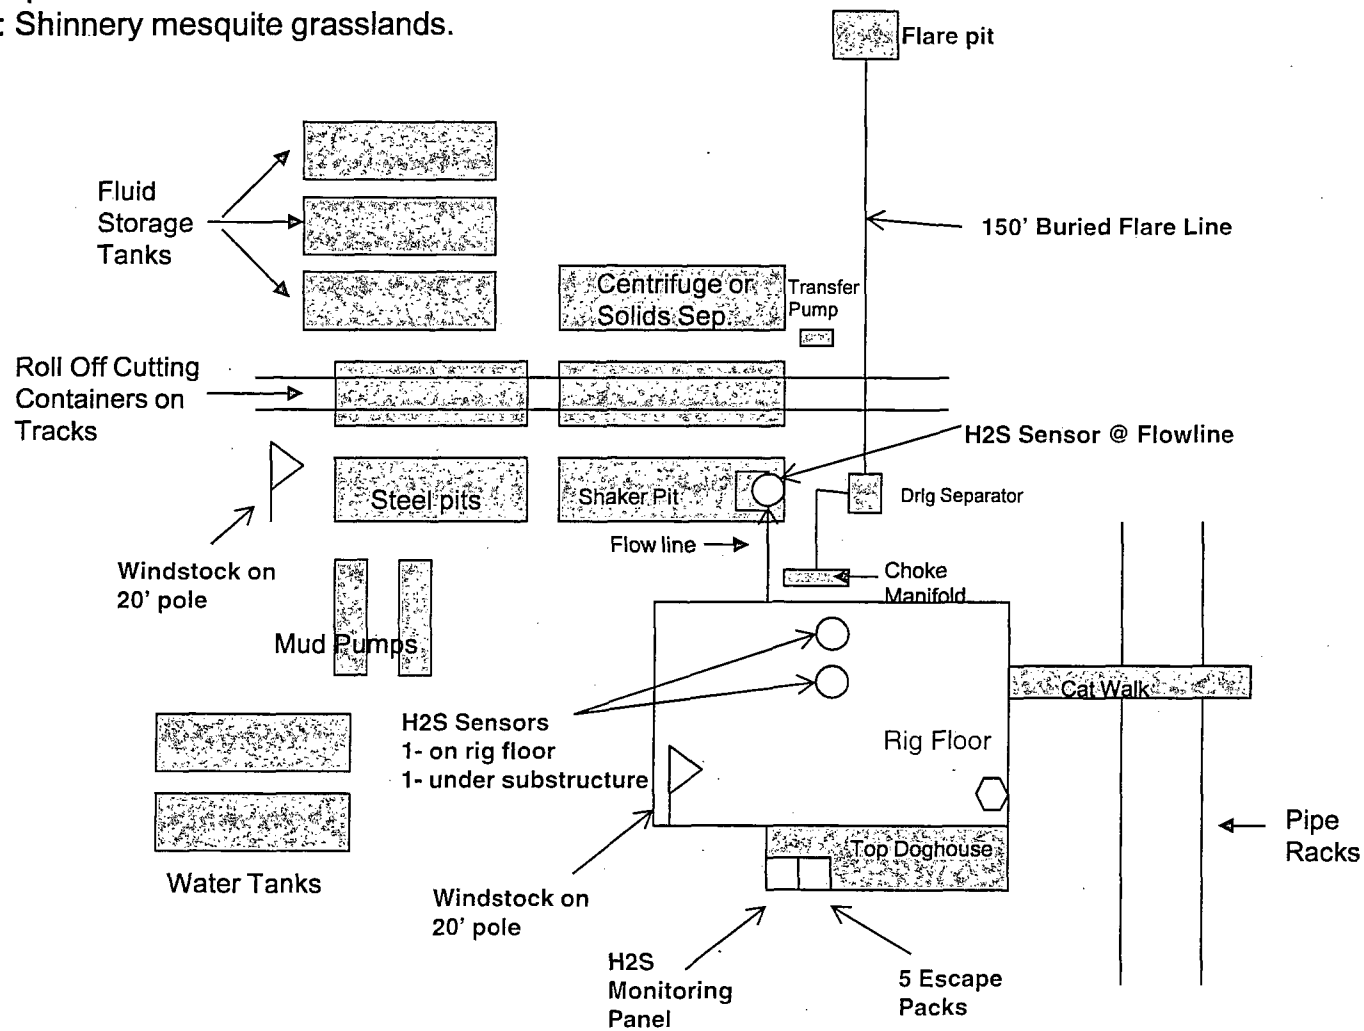 : Shinnery mesquite grasslands.
Flare pit
Fluid
Storage
Tanks
150' Buried Flare Line
Centrifuge or
Solids Sep.
Transfer
Pump
Roll Off Cutting
Containers on
Tracks
H2S Sensor @ Flowline
Steel pits
Shaker Pit
Drlg Separator
Flow line
Windstock on
20' pole
Choke
Manifold
Mud Pumps
Cat Walk
H2S Sensors
1- on rig floor
1- under substructure
Rig Floor
Pipe
Racks
Top Doghouse
Water Tanks
Windstock on
20' pole
H2S
Monitoring
Panel
5 Escape
Packs